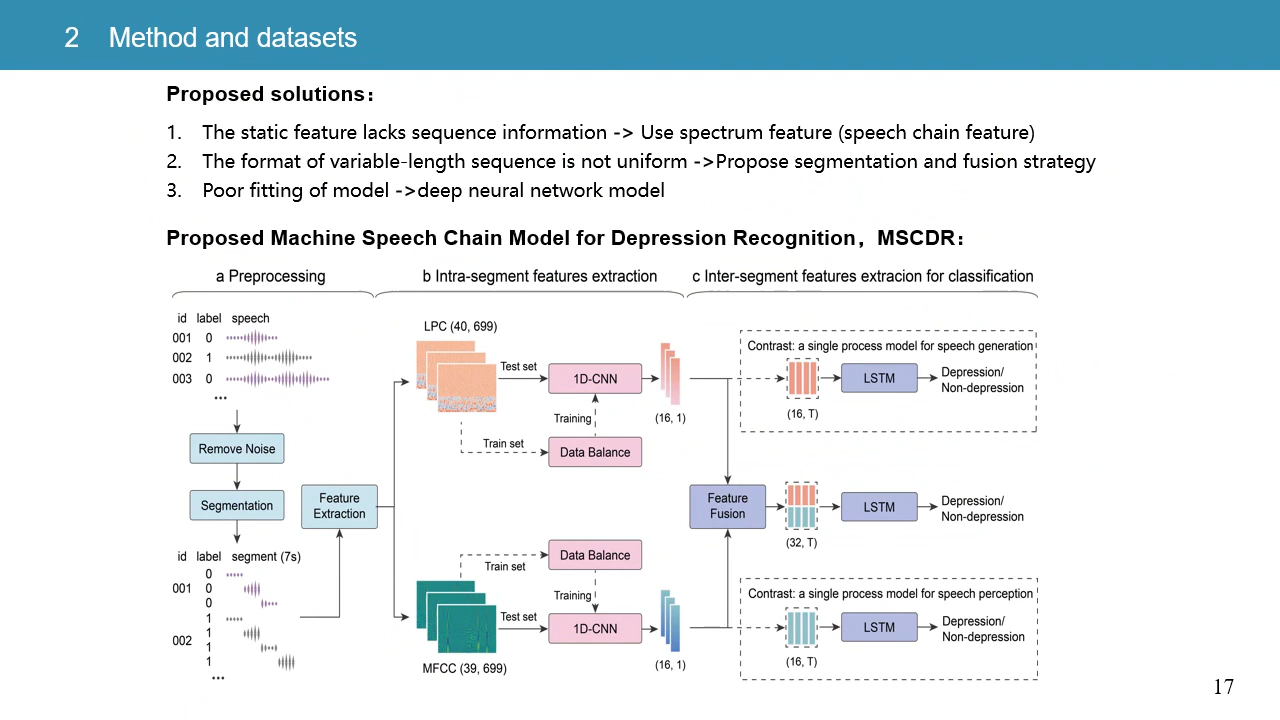 2 Method and datasets
Proposed solutions：
1. The static feature lacks sequence information -> Use spectrum feature (speech chain feature)
2. The format of variable-length sequence is not uniform ->Propose segmentation and fusion strategy
3. Poor fitting of model ->deep neural network model
Proposed Machine Speech Chain Model for Depression Recognition，MSCDR：
a Preprocessing
b Intra-segment features extraction
c Inter-segment features extracion for classification
id label speech
001 0
002 1
003 0
...
Remove Noise
Segmentation
id label segment (7s)
0
001 0
0
1
1
002
1
1
...
Feature
Extraction
LPC (40, 699)
Test set
1D-CNN
(16, 1)
Training
Train set
Data Balance
Data Balance
Train set
Training
Test set
1D-CNN
(16, 1)
MFCC (39, 699)
Contrast: a single process model for speech generation
LSTM
Depression/
Non-depression
(16, T)
Feature
Fusion
LSTM
Depression/
Non-depression
(32, T)
Contrast: a single process model for speech perception
LSTM
Depression/
Non-depression
(16, T)
17